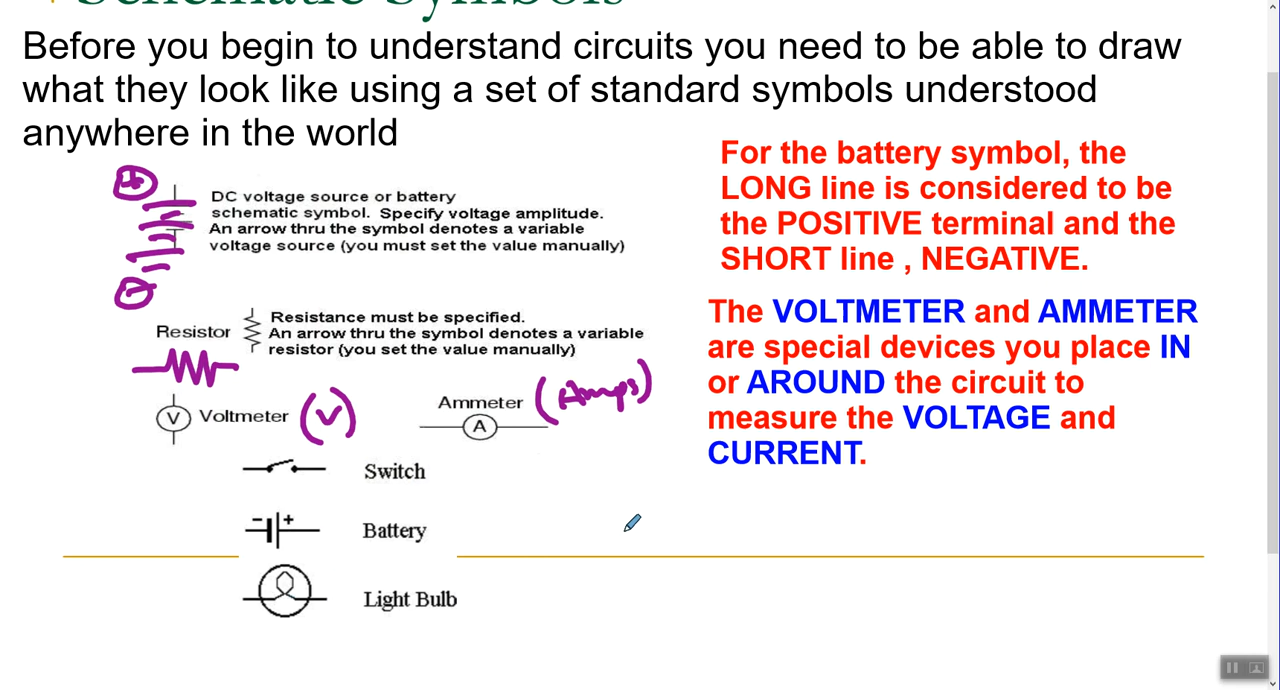 Schematic Symbols
Before you begin to understand circuits you need to be able to draw
what they look like using a set of standard symbols understood
anywhere in the world
+
DC voltage source or battery
schematic symbol. Specify voltage amplitude.
An arrow thru the symbol denotes a variable
voltage source (you must set the value manually)
-
Resistor
Resistance must be specified.
An arrow thru the symbol denotes a variable
resistor (you set the value manually)
V Voltmeter (V)
Ammeter (Amps)
A
Switch
- + Battery
Light Bulb
For the battery symbol, the
LONG line is considered to be
the POSITIVE terminal and the
SHORT line , NEGATIVE.
The VOLTMETER and AMMETER
are special devices you place IN
or AROUND the circuit to
measure the VOLTAGE and
CURRENT.